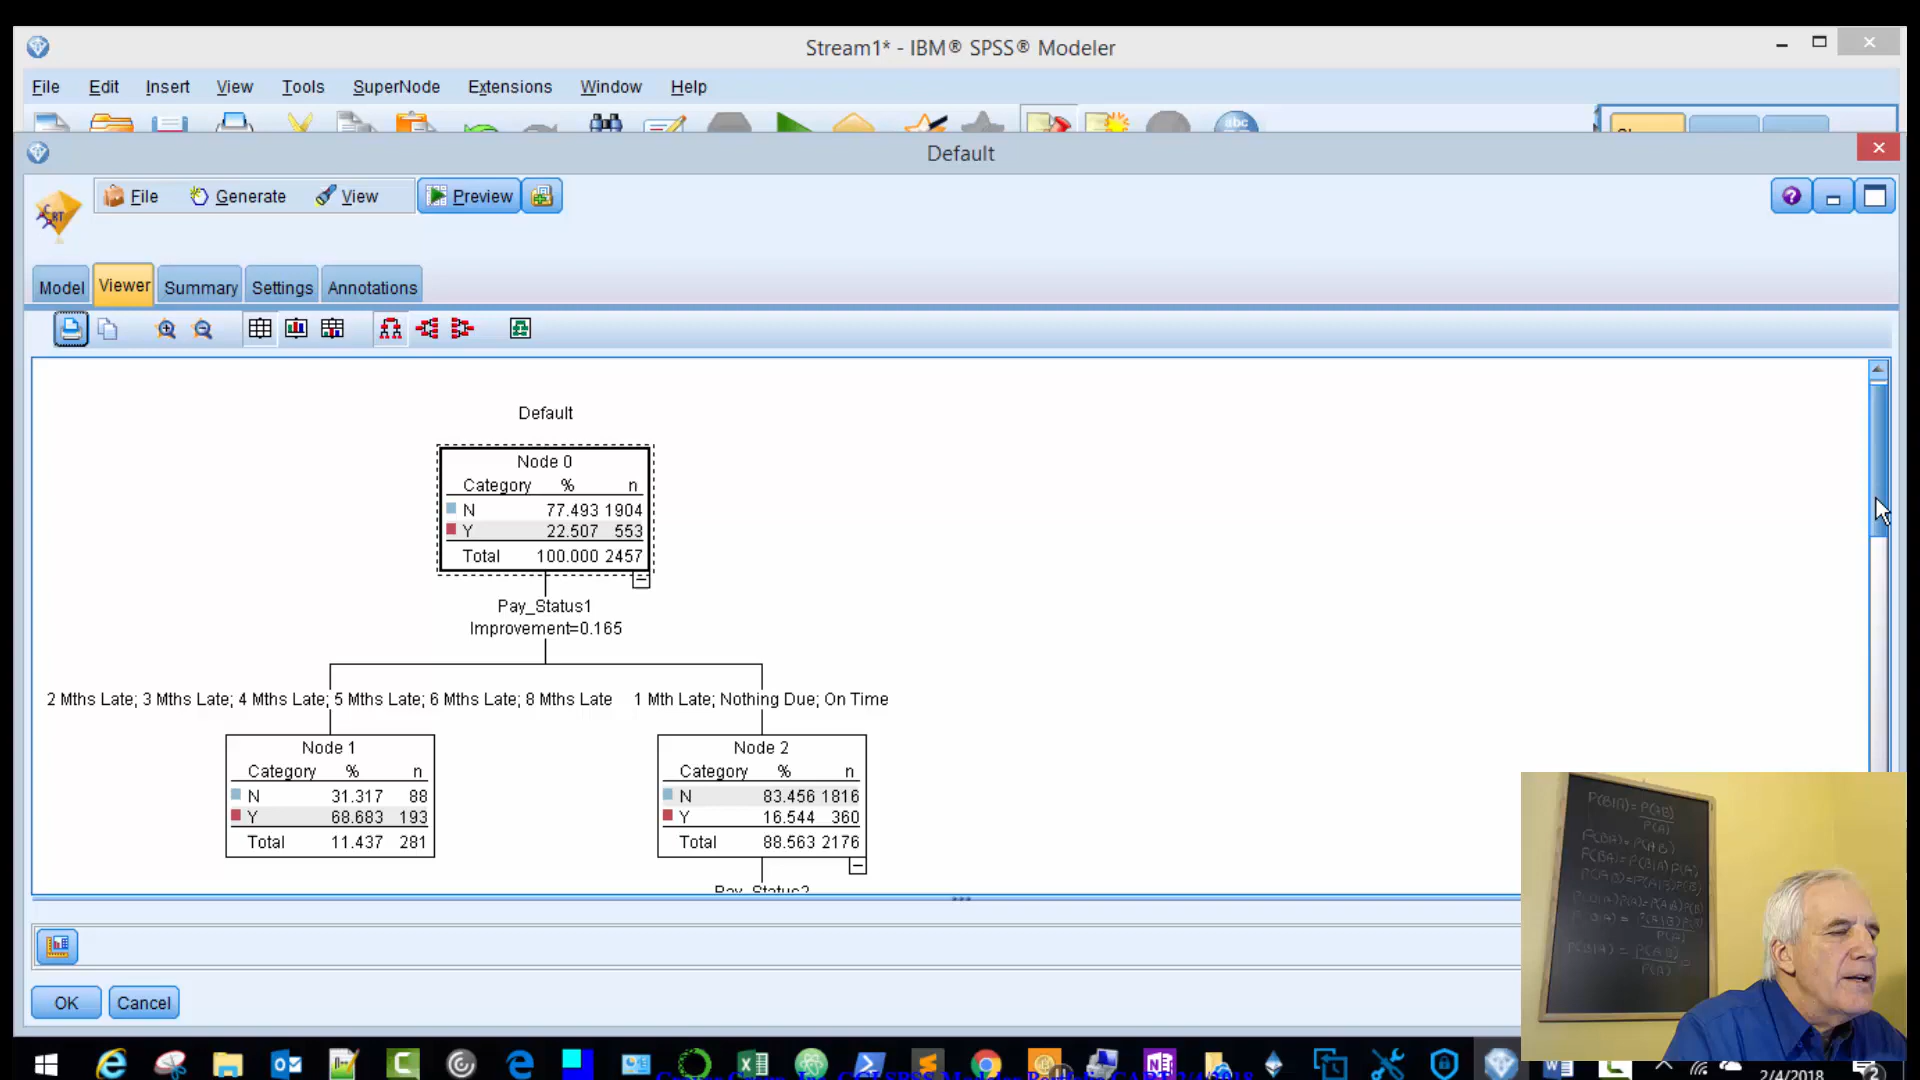 Stream1* - IBM® SPSS® Modeler
File Edit Insert View Tools SuperNode Extensions Window Help
abc
Default
CRT
File Generate View Preview
Model Viewer Summary Settings Annotations
Default
Node 0
Category % n
N 77.493 1904
Y 22.507 553
Total 100.000 2457
Pay_Status1
Improvement=0.165
2 Mths Late; 3 Mths Late; 4 Mths Late; 5 Mths Late; 6 Mths Late; 8 Mths Late
1 Mth Late; Nothing Due; On Time
Node 1
Category % n
N 31.317 88
Y 68.683 193
Total 11.437 281
Node 2
Category % n
N 83.456 1816
Y 16.544 360
Total 88.563 2176
Pay_Status2
P(B|A) = P(AB)
P(A)
OK Cancel
2/4/2018